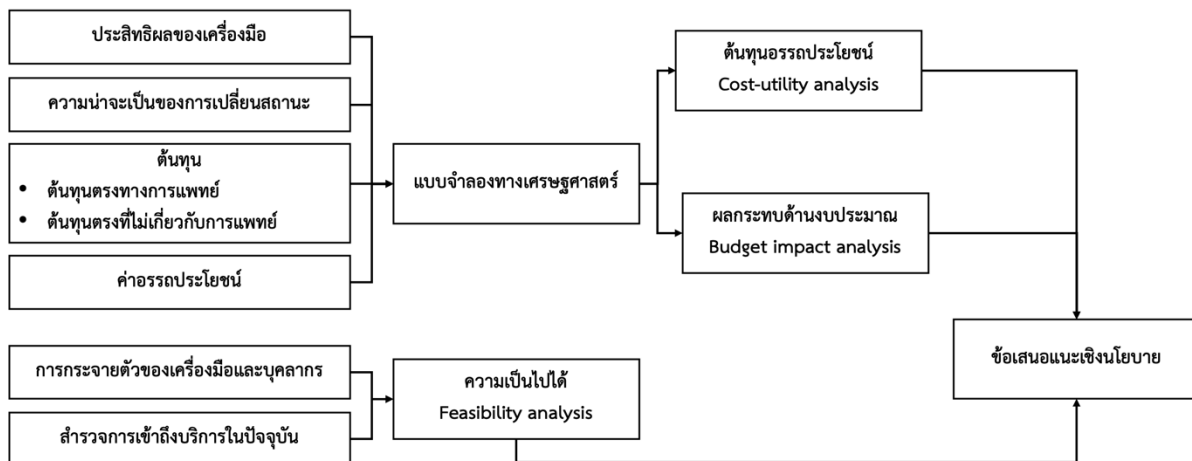 ประสิทธิผลของเครื่องมือ
ความน่าจะเป็นของการเปลี่ยนสถานะ
ต้นทุน
• ต้นทุนตรงทางการแพทย์
• ต้นทุนตรงที่ไม่เกี่ยวกับการแพทย์
ค่าอรรถประโยชน์
แบบจำลองทางเศรษฐศาสตร์
ต้นทุนอรรถประโยชน์
Cost-utility analysis
ผลกระทบด้านงบประมาณ
Budget impact analysis
การกระจายตัวของเครื่องมือและบุคลากร
สำรวจการเข้าถึงบริการในปัจจุบัน
ความเป็นไปได้
Feasibility analysis
ข้อเสนอแนะเชิงนโยบาย